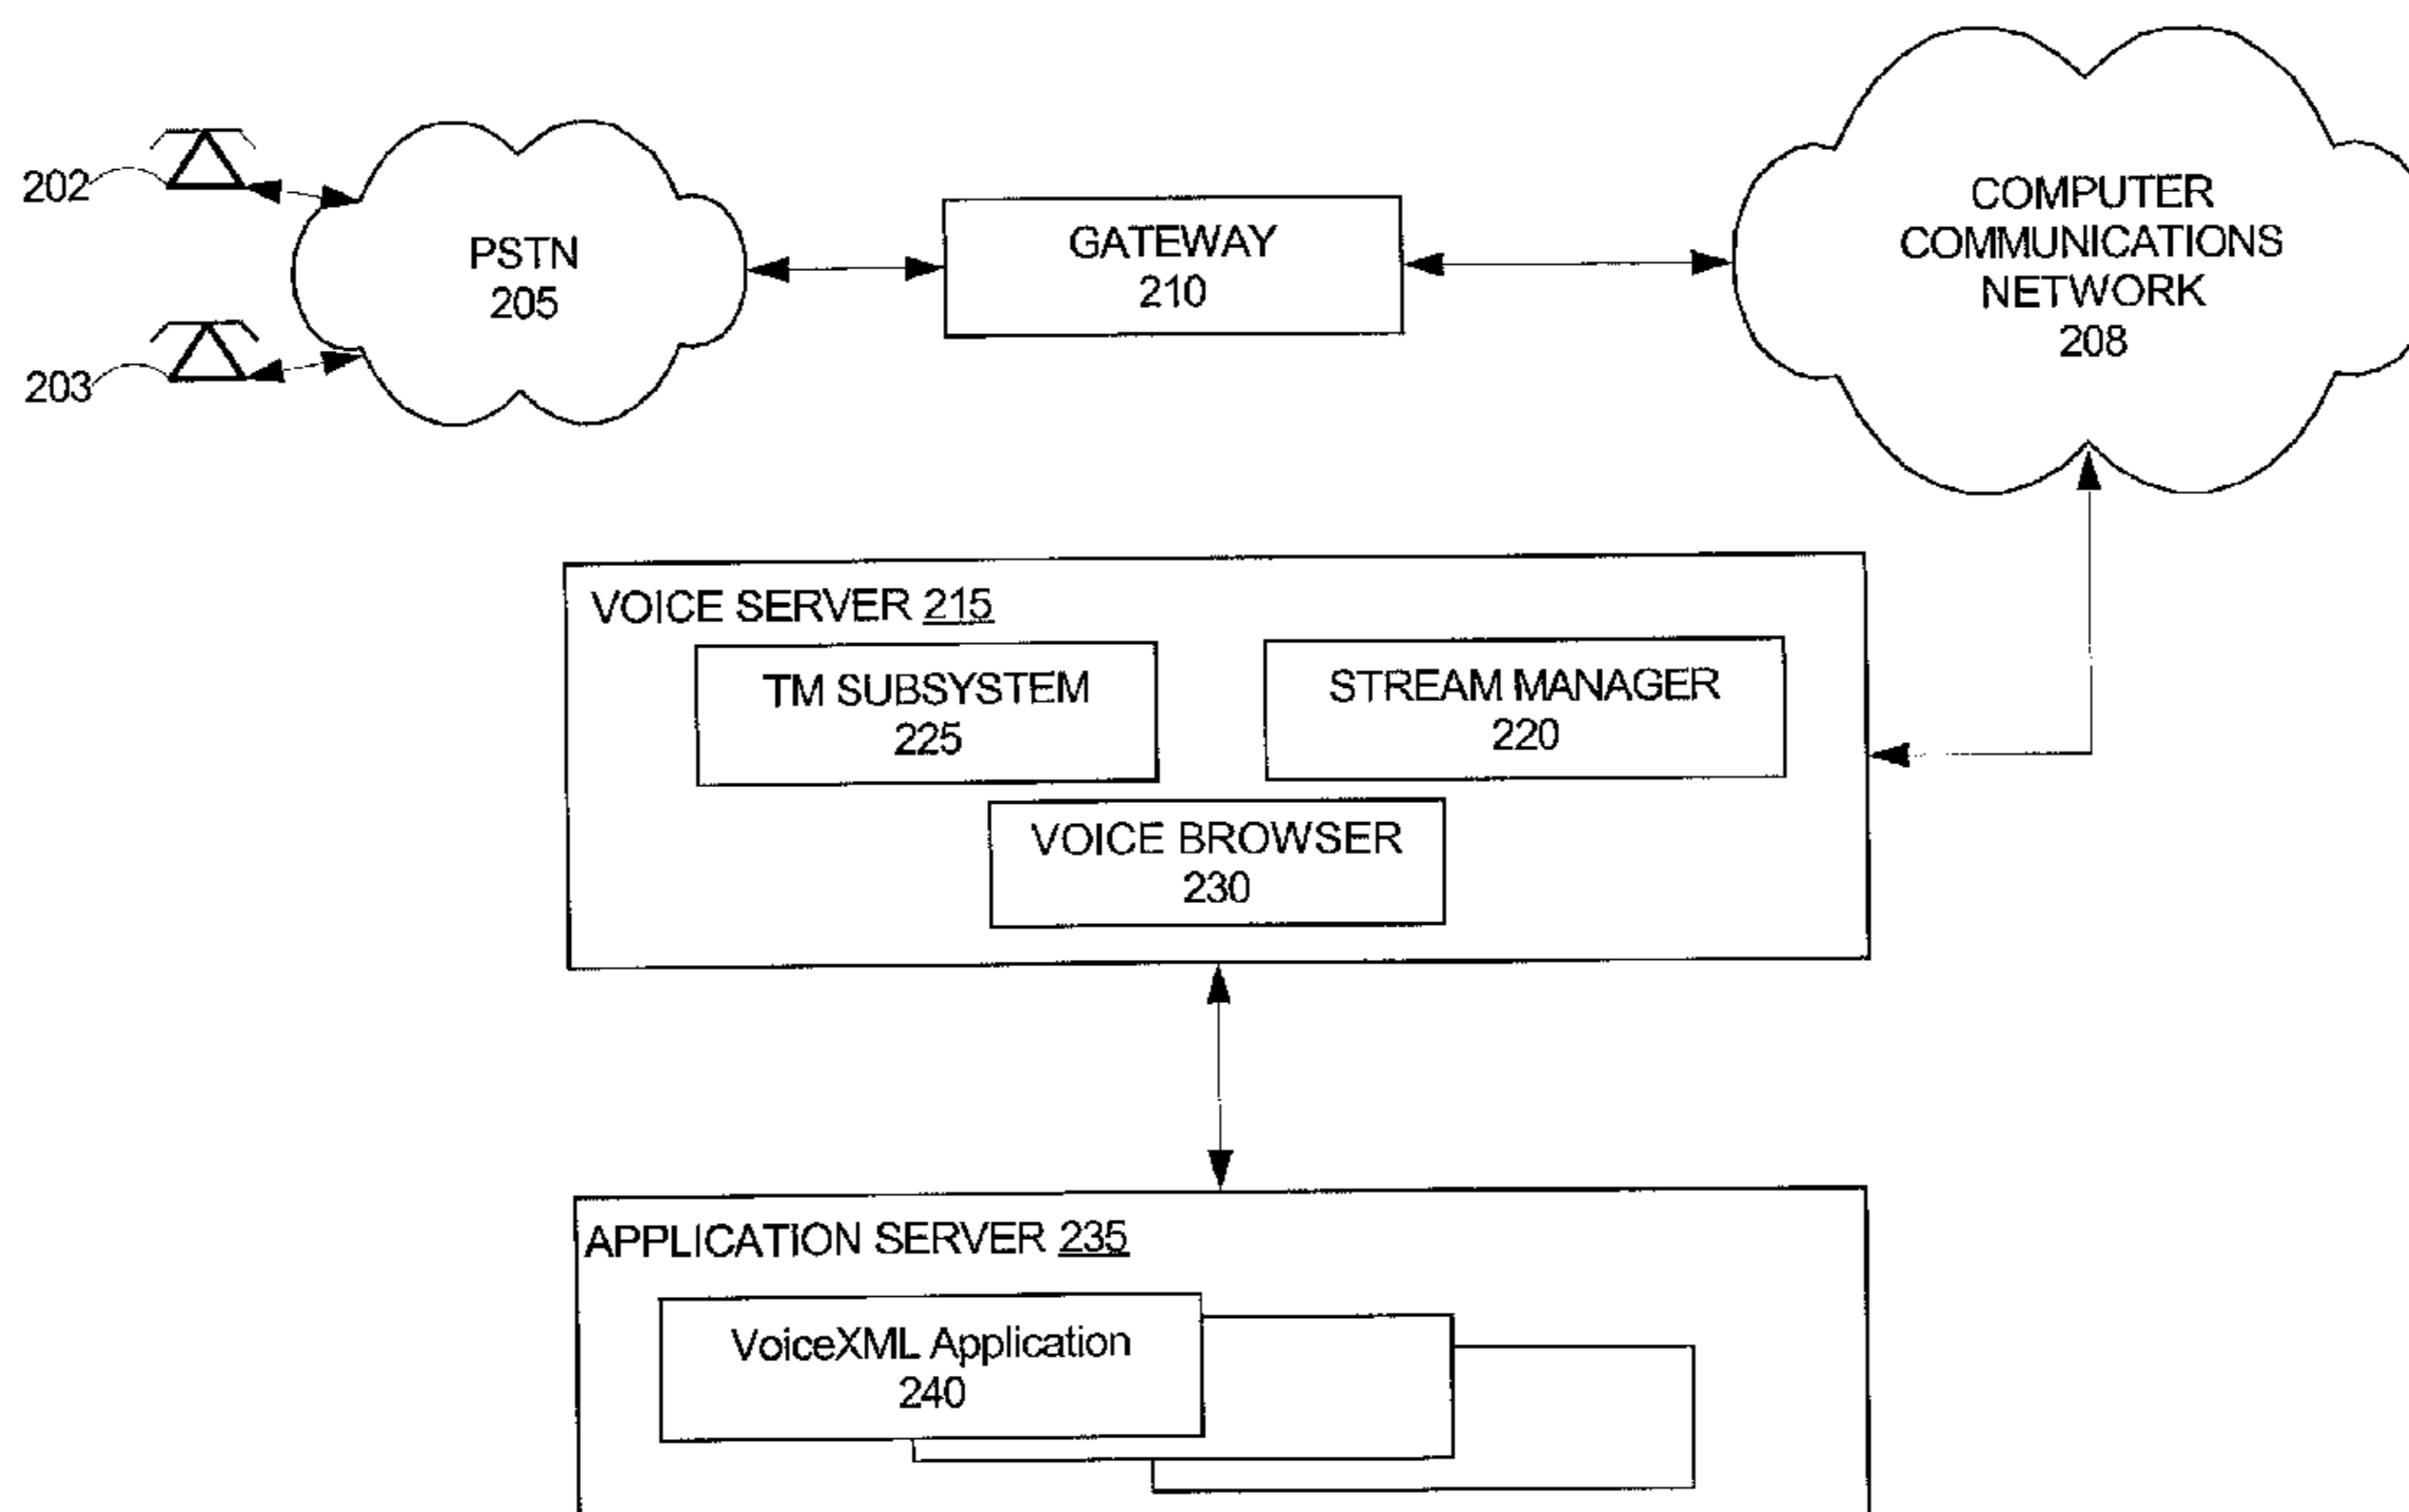 202
203
PSTN
205
GATEWAY
210
COMPUTER
COMMUNICATIONS
NETWORK
208
VOICE SERVER 215
TM SUBSYSTEM
225
STREAM MANAGER
220
VOICE BROWSER
230
APPLICATION SERVER 235
VoiceXML Application
240